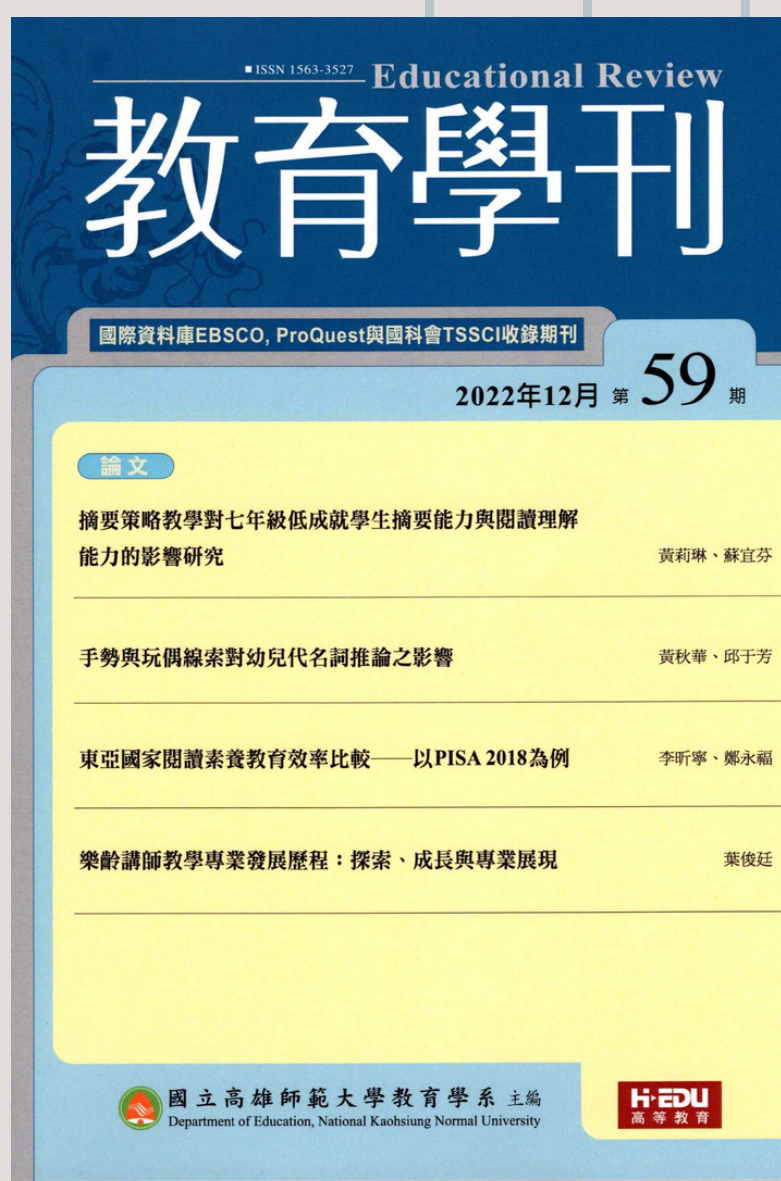 ■ISSN 1563-3527 Educational Review
教育學刊
國際資料庫EBSCO, ProQuest與國科會TSSCI收錄期刊
2022年12月 第 59 期
論文
摘要策略教學對七年級低成就學生摘要能力與閱讀理解
能力的影響研究 黃莉琳、蘇宜芬
手勢與玩偶線索對幼兒代名詞推論之影響 黃秋華、邱于芳
東亞國家閱讀素養教育效率比較——以PISA 2018為例 李昕寧、鄭永福
樂齡講師教學專業發展歷程：探索、成長與專業展現 葉俊廷
國立高雄師範大學教育學系 主編
Department of Education, National Kaohsiung Normal University
H·EDU
高等教育